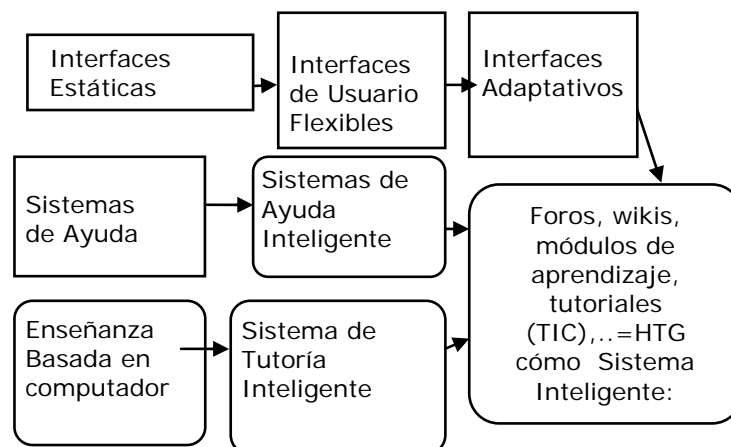 Interfaces
Estáticas
Interfaces
de Usuario
Flexibles
Interfaces
Adaptativos
Sistemas
de Ayuda
Sistemas de
Ayuda
Inteligente
Enseñanza
Basada en
computador
Sistema de
Tutoría
Inteligente
Foros, wikis,
módulos de
aprendizaje,
tutoriales
(TIC),..=HTG
cómo Sistema
Inteligente: